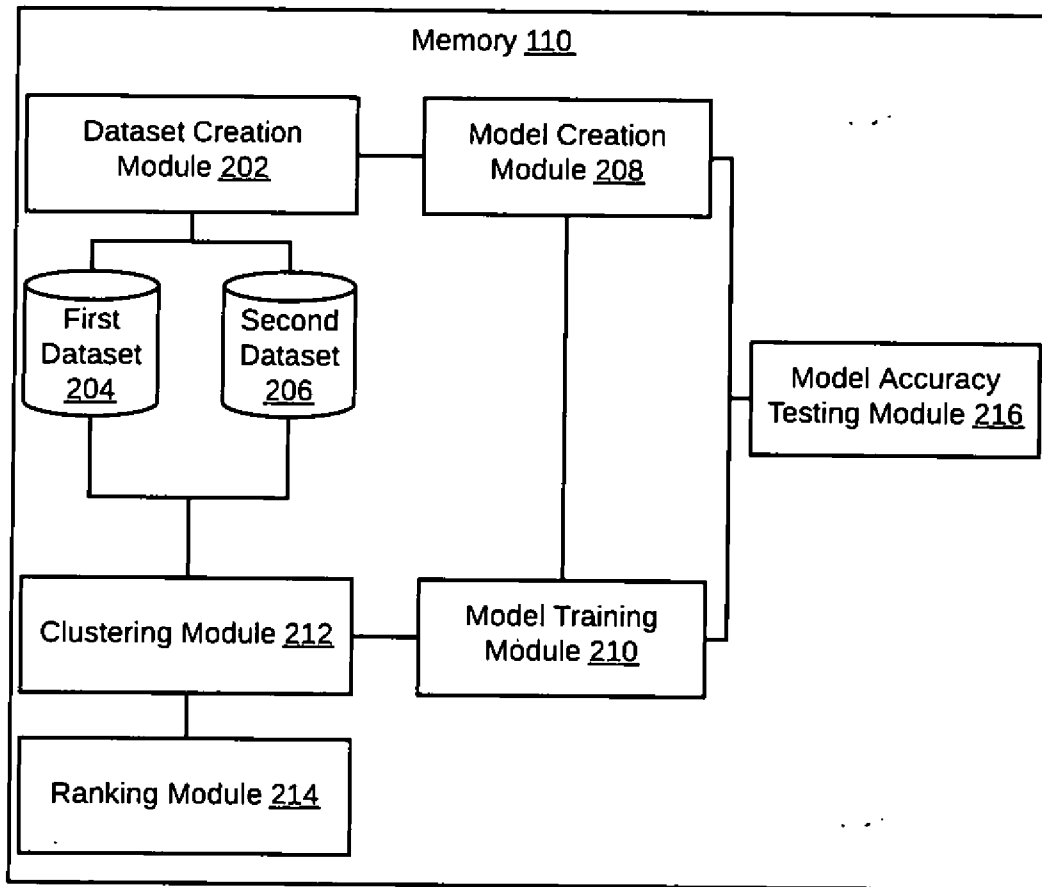 Memory 110
Dataset Creation
Module 202
Model Creation
Module 208
First
Dataset
204
Second
Dataset
206
Model Accuracy
Testing Module 216
Clustering Module 212
Model Training
Module 210
Ranking Module 214